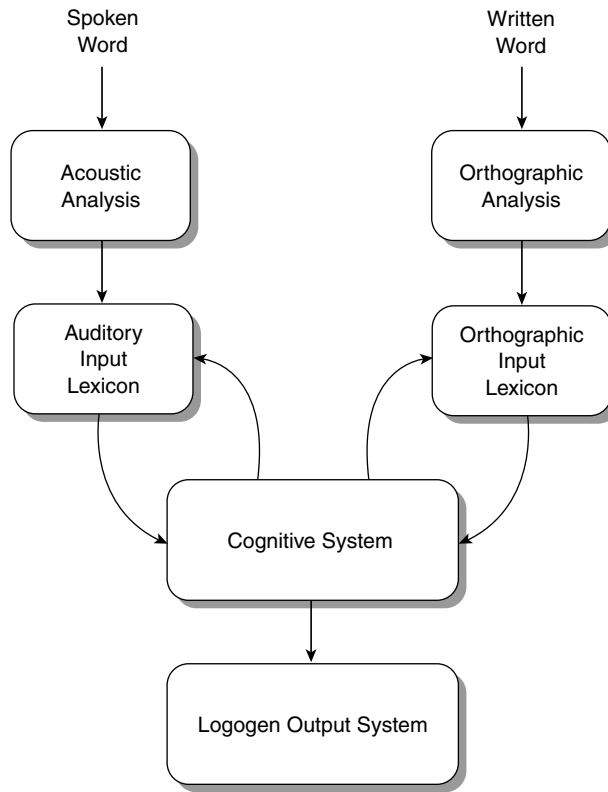 Spoken
Word
Written
Word
Acoustic
Analysis
Orthographic
Analysis
Auditory
Input
Lexicon
Orthographic
Input
Lexicon
Cognitive System
Logogen Output System